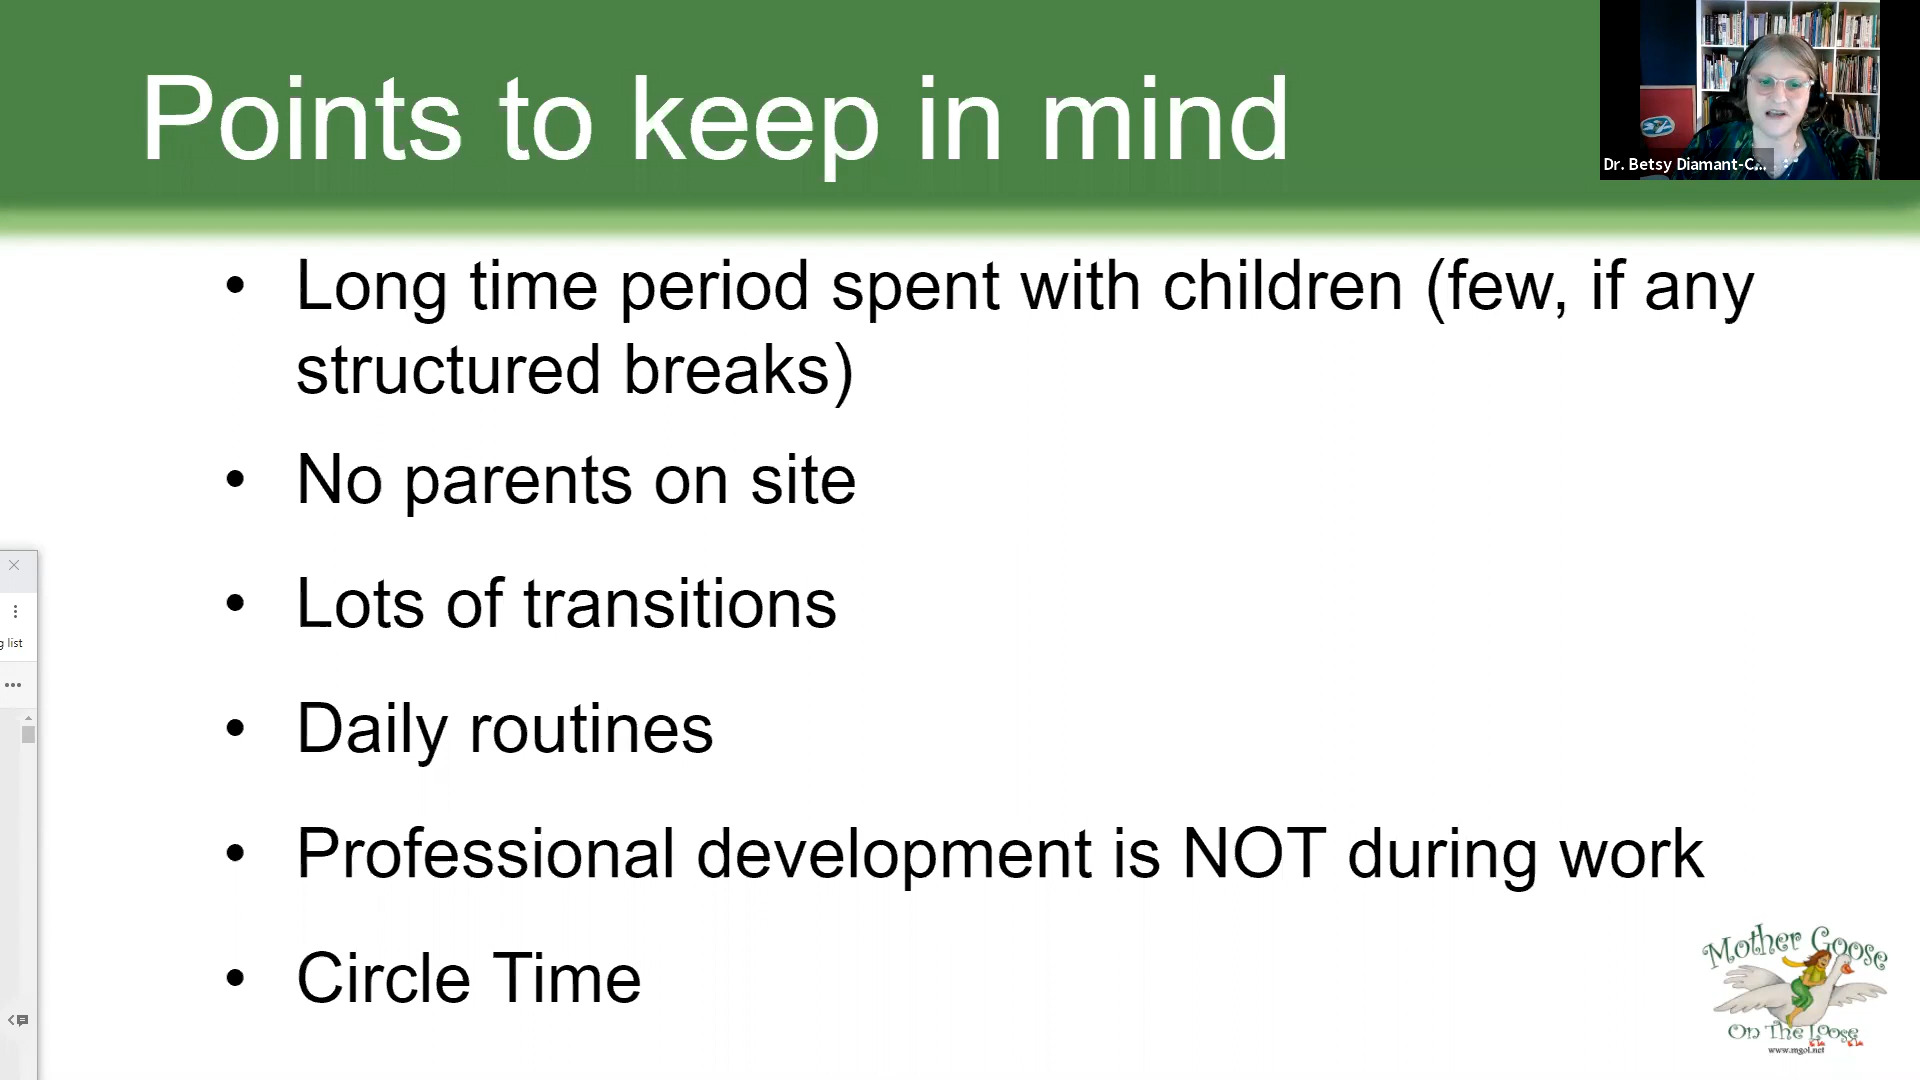 Points to keep in mind
Dr. Betsy Diamant-C...
• Long time period spent with children (few, if any
structured breaks)
• No parents on site
• Lots of transitions
• Daily routines
• Professional development is NOT during work
• Circle Time
g list
Mother Goose
On The Loose
www.mgol.net